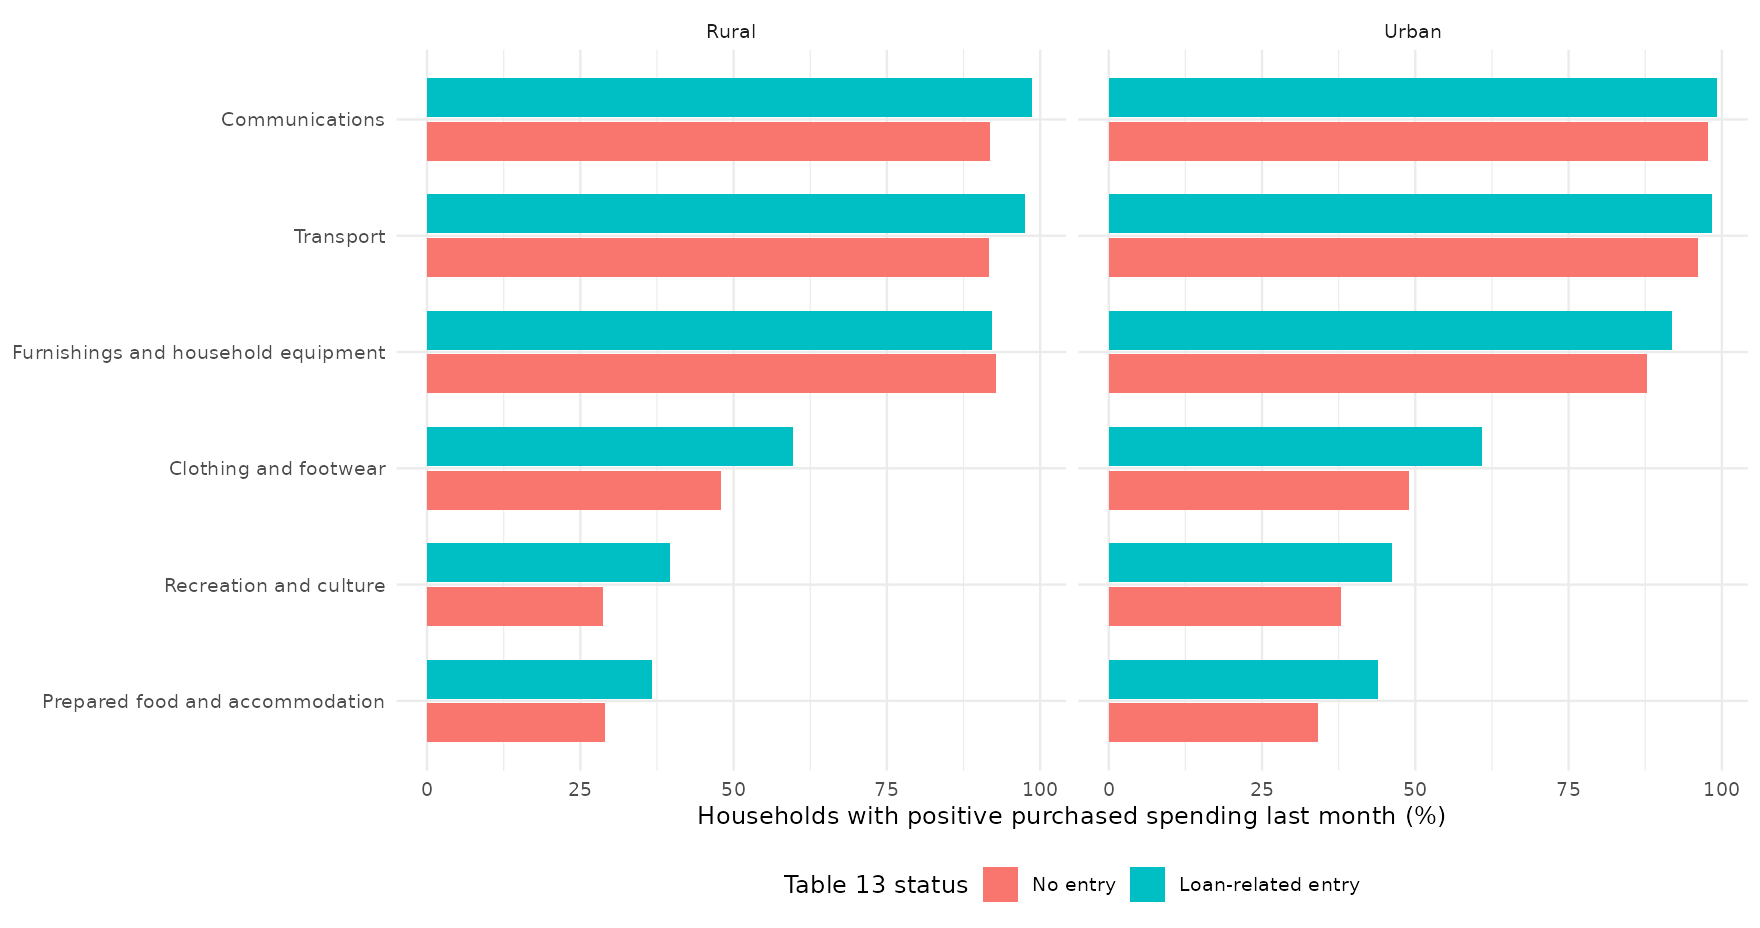 Rural
Urban
Communications
Transport
Furnishings and household equipment
Clothing and footwear
Recreation and culture
Prepared food and accommodation
0 25 50 75 100 0 25 50 75 100
Households with positive purchased spending last month (%)
Table 13 status No entry Loan-related entry